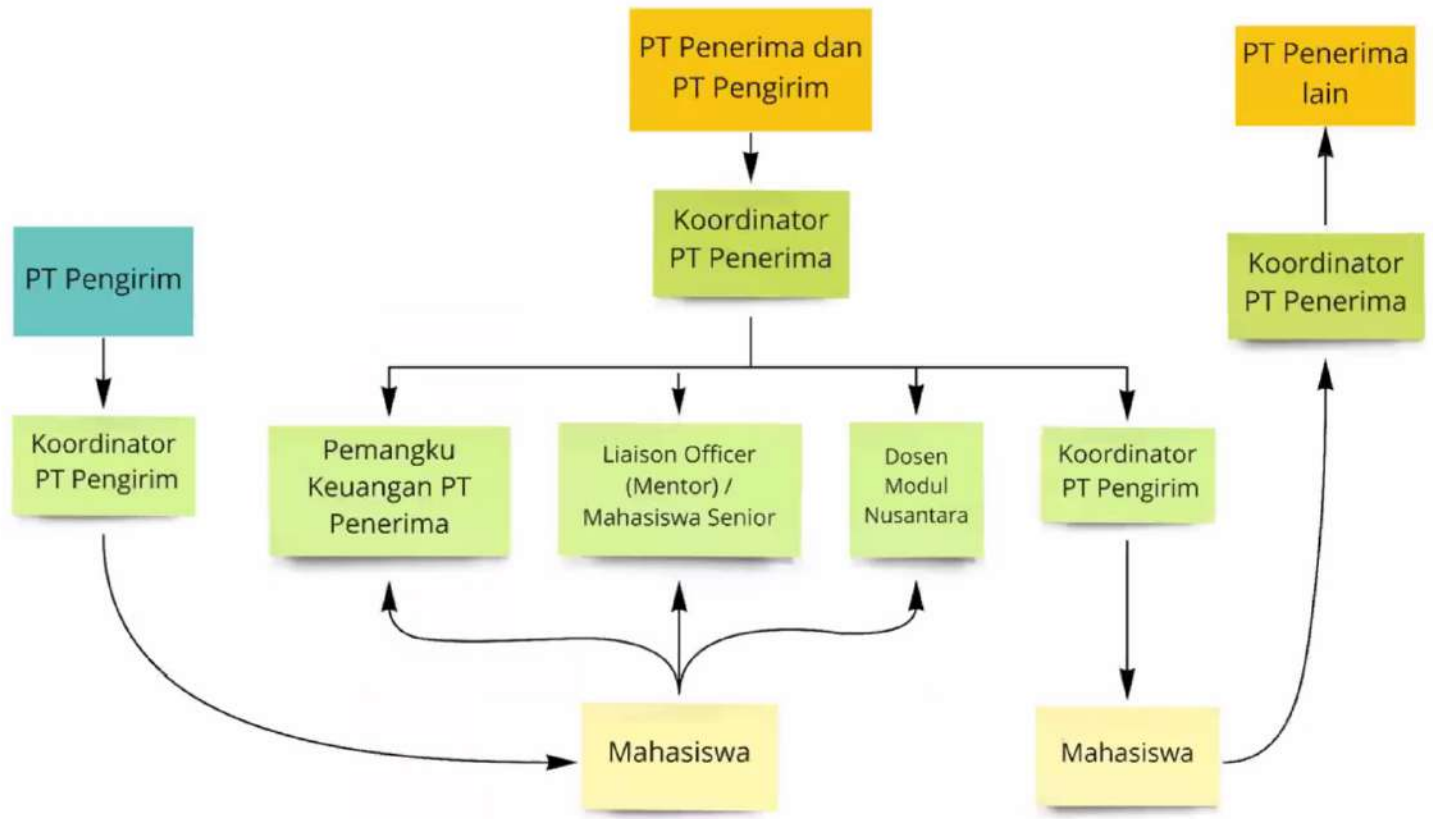 PT Penerima dan
PT Pengirim
PT Penerima
lain
Koordinator
PT Penerima
Koordinator
PT Penerima
PT Pengirim
Koordinator
PT Pengirim
Pemangku
Keuangan PT
Penerima
Liaison Officer
(Mentor) /
Mahasiswa Senior
Dosen
Modul
Nusantara
Koordinator
PT Pengirim
Mahasiswa
Mahasiswa